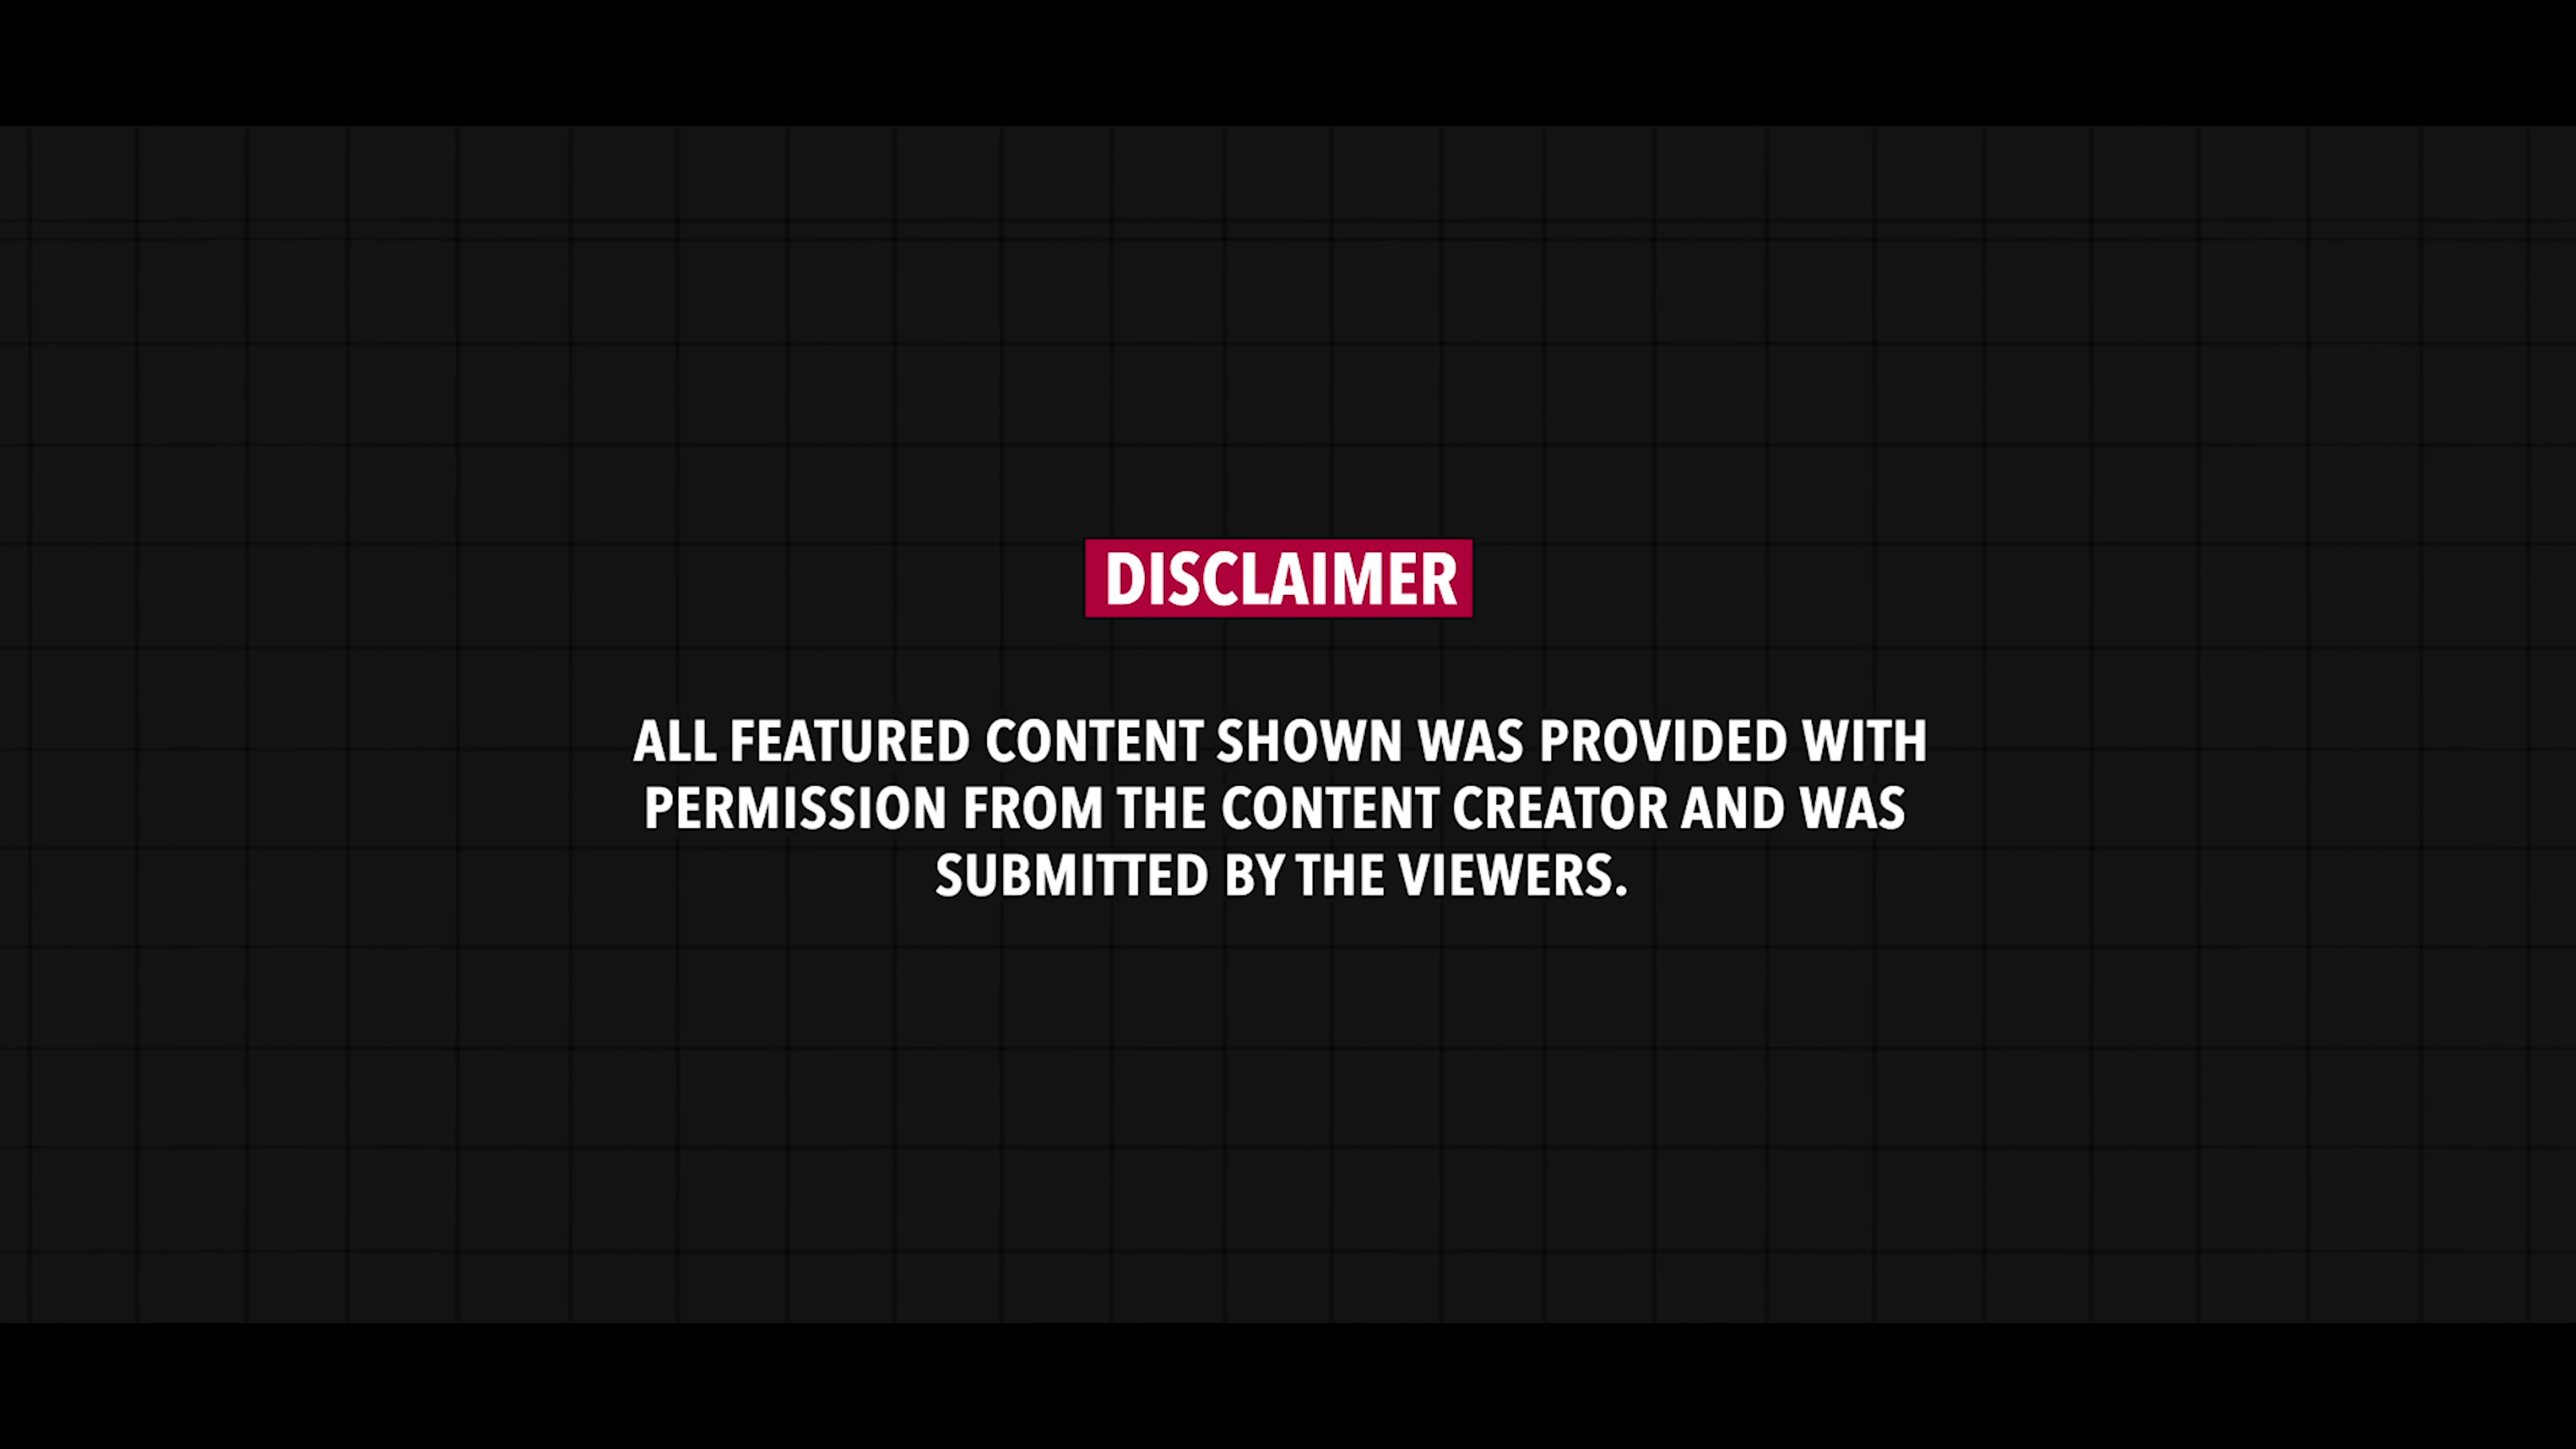 DISCLAIMER
ALL FEATURED CONTENT SHOWN WAS PROVIDED WITH
PERMISSION FROM THE CONTENT CREATOR AND WAS
SUBMITTED BY THE VIEWERS.